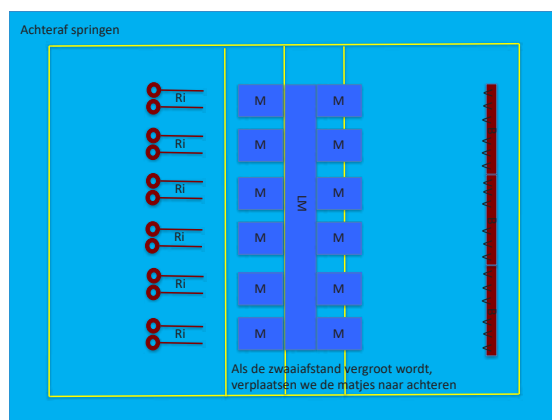 Achteraf springen
Ri M M
Ri M M
Ri M M
LM
Ri M M
Ri M M
Ri M M
Als de zwaaiafstand vergroot wordt,
verplaatsen we de matjes naar achteren